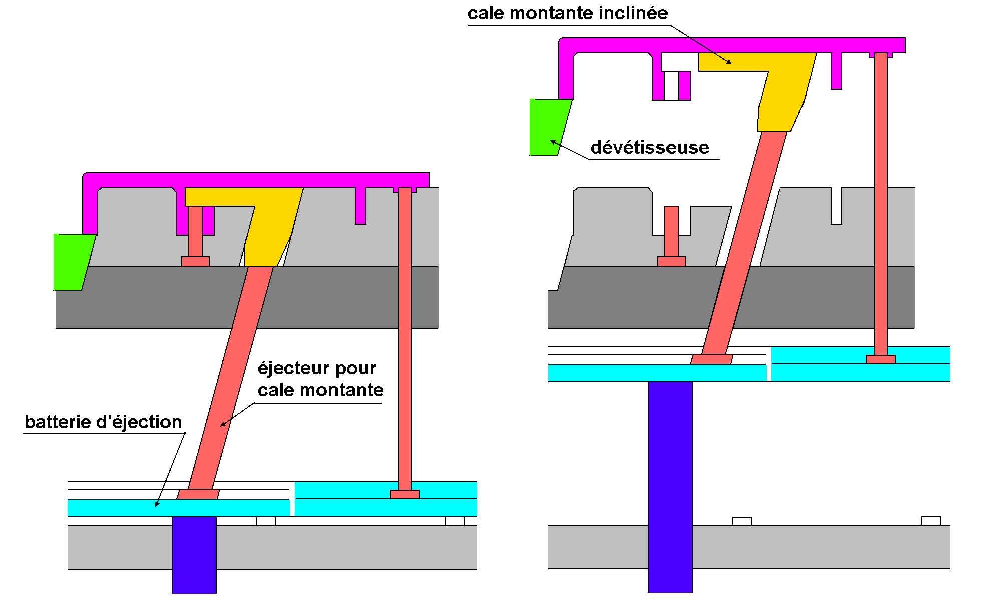 cale montante inclinée
dévétisseuse
éjecteur pour
cale montante
batterie d'éjection